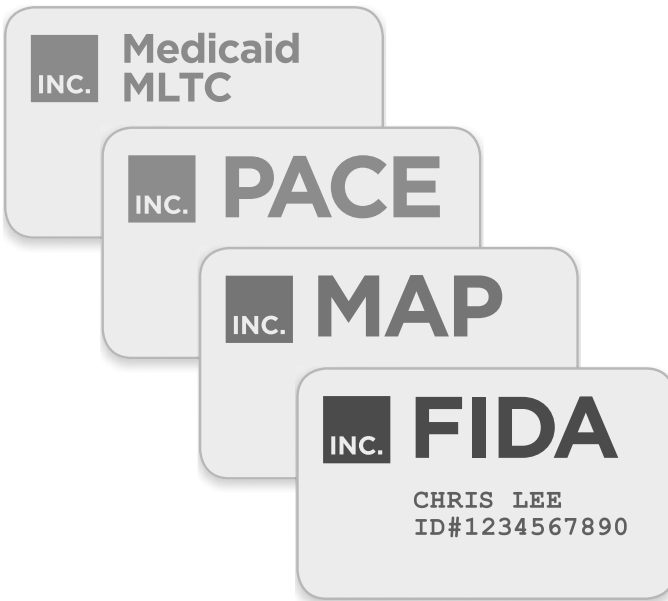 INC.
Medicaid
MLTC
INC.
PACE
INC.
MAP
INC.
FIDA
CHRIS LEE
ID#1234567890